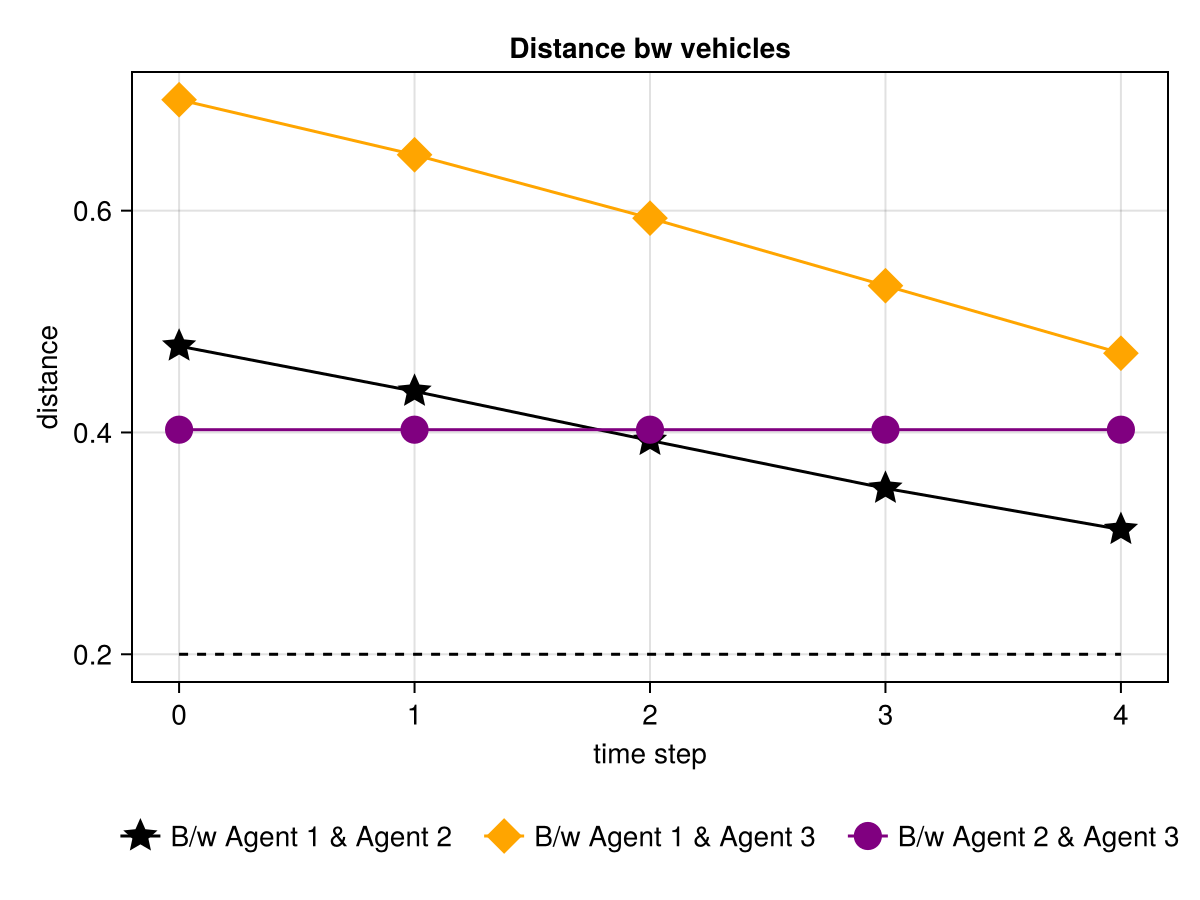 Distance bw vehicles
distance
0.6
0.4
0.2
0 1 2 3 4
time step
B/w Agent 1 & Agent 2 B/w Agent 1 & Agent 3 B/w Agent 2 & Agent 3